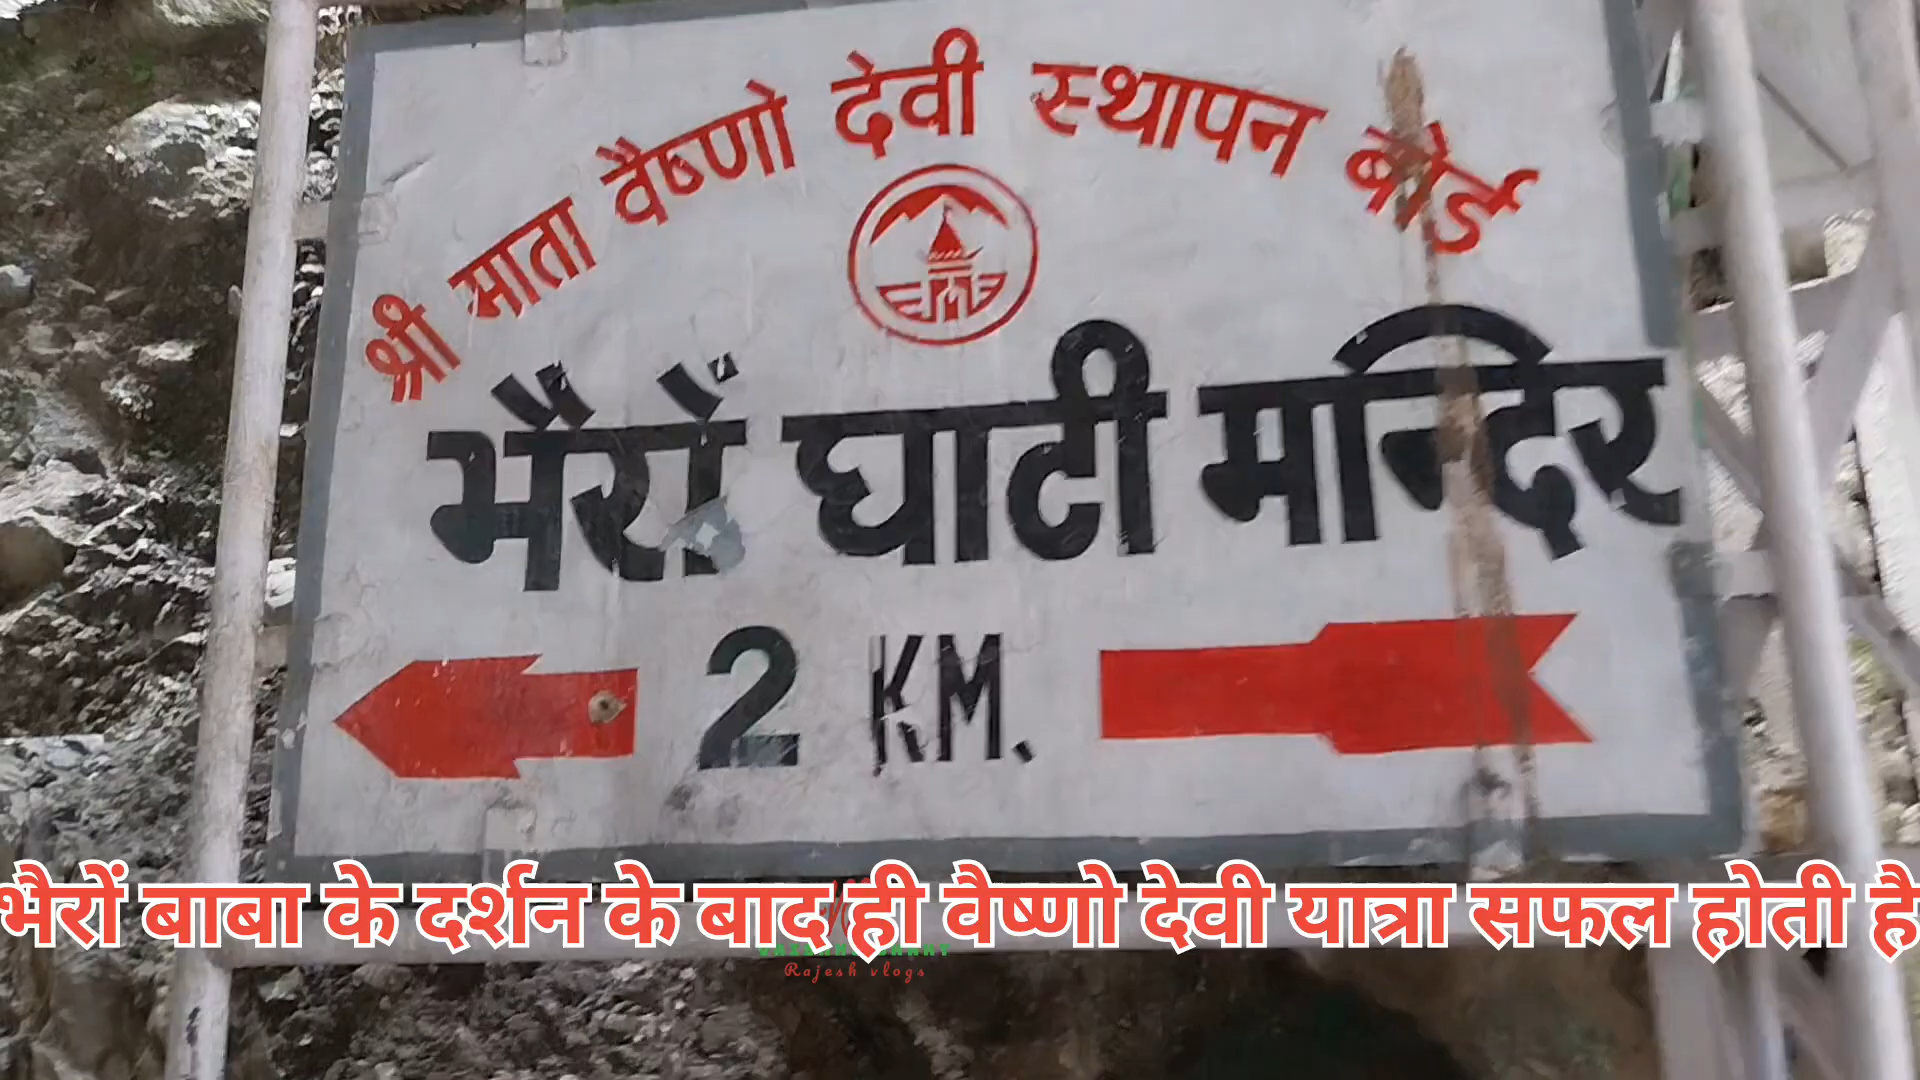 श्री माता वैष्णो देवी स्थापन बोर्ड
भैरों घाटी मन्दिर
2 KM.
भैरों बाबा के दर्शन के बाद ही वैष्णो देवी यात्रा सफल होती है
Rajesh vlogs